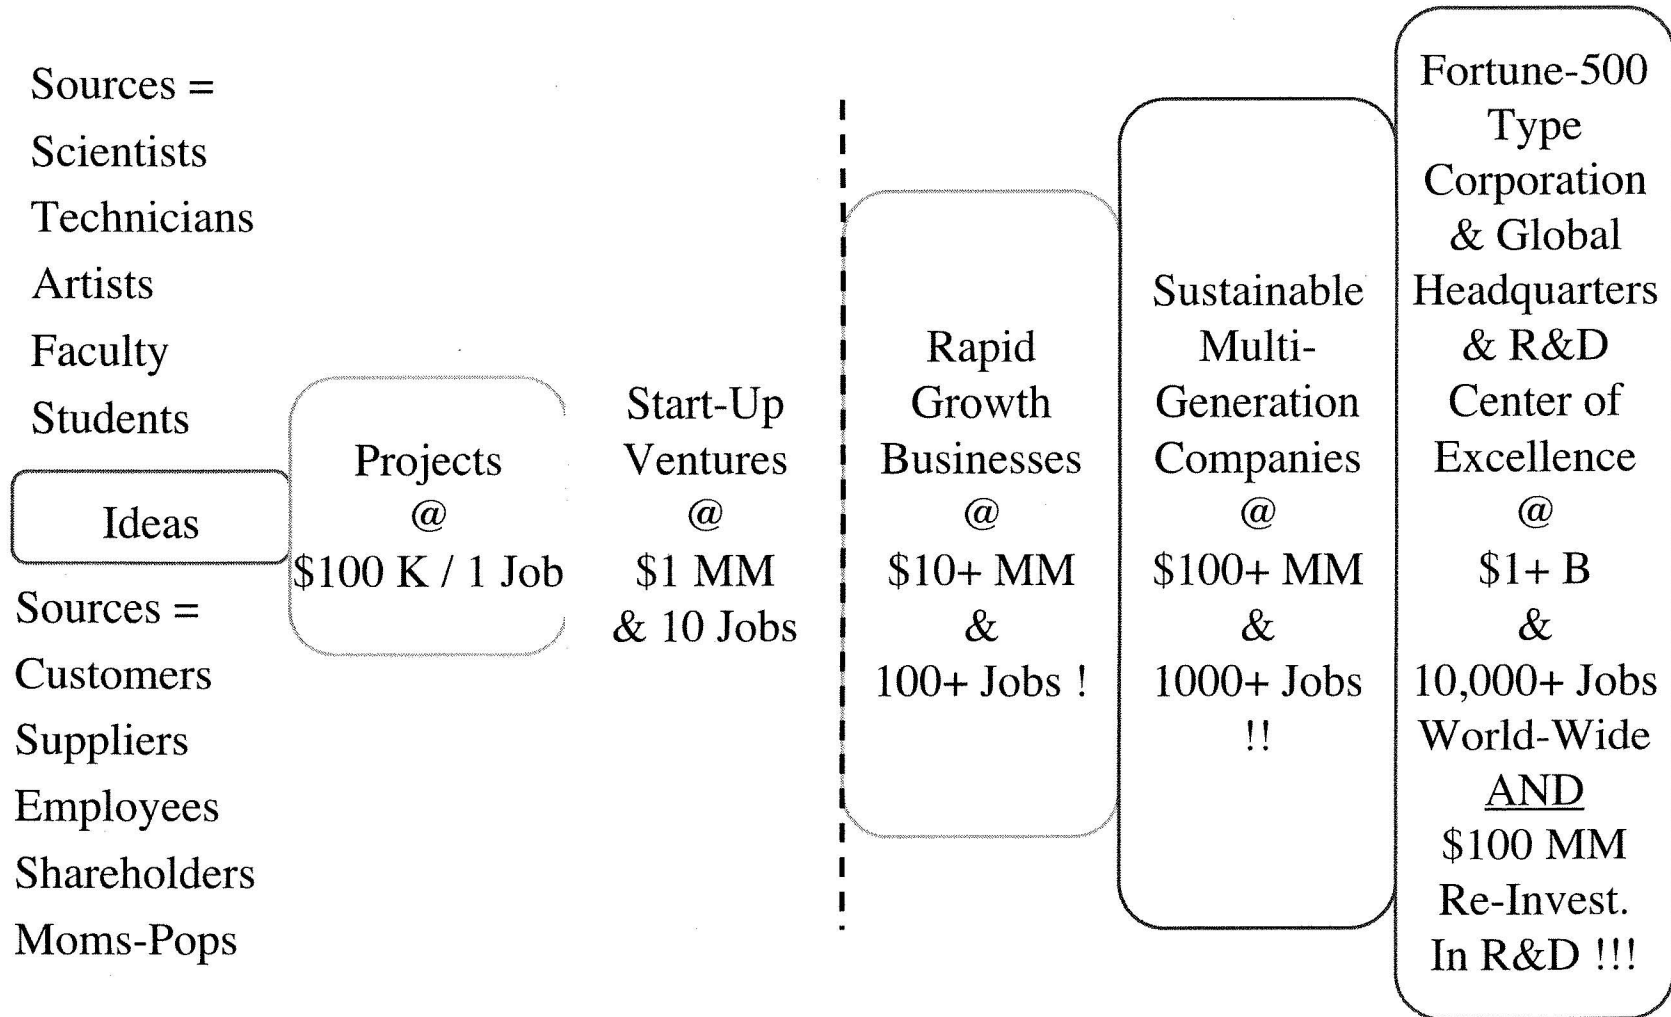 Sources =
Scientists
Technicians
Artists
Faculty
Students
Ideas
Sources =
Customers
Suppliers
Employees
Shareholders
Moms-Pops
Projects
@
$100 K / 1 Job
Start-Up
Ventures
@
$1 MM
& 10 Jobs
Rapid
Growth
Businesses
@
$10+ MM
&
100+ Jobs !
Sustainable
Multi-
Generation
Companies
@
$100+ MM
&
1000+ Jobs
!!
Fortune-500
Type
Corporation
& Global
Headquarters
& R&D
Center of
Excellence
@
$1+ B
&
10,000+ Jobs
World-Wide
AND
$100 MM
Re-Invest.
In R&D !!!